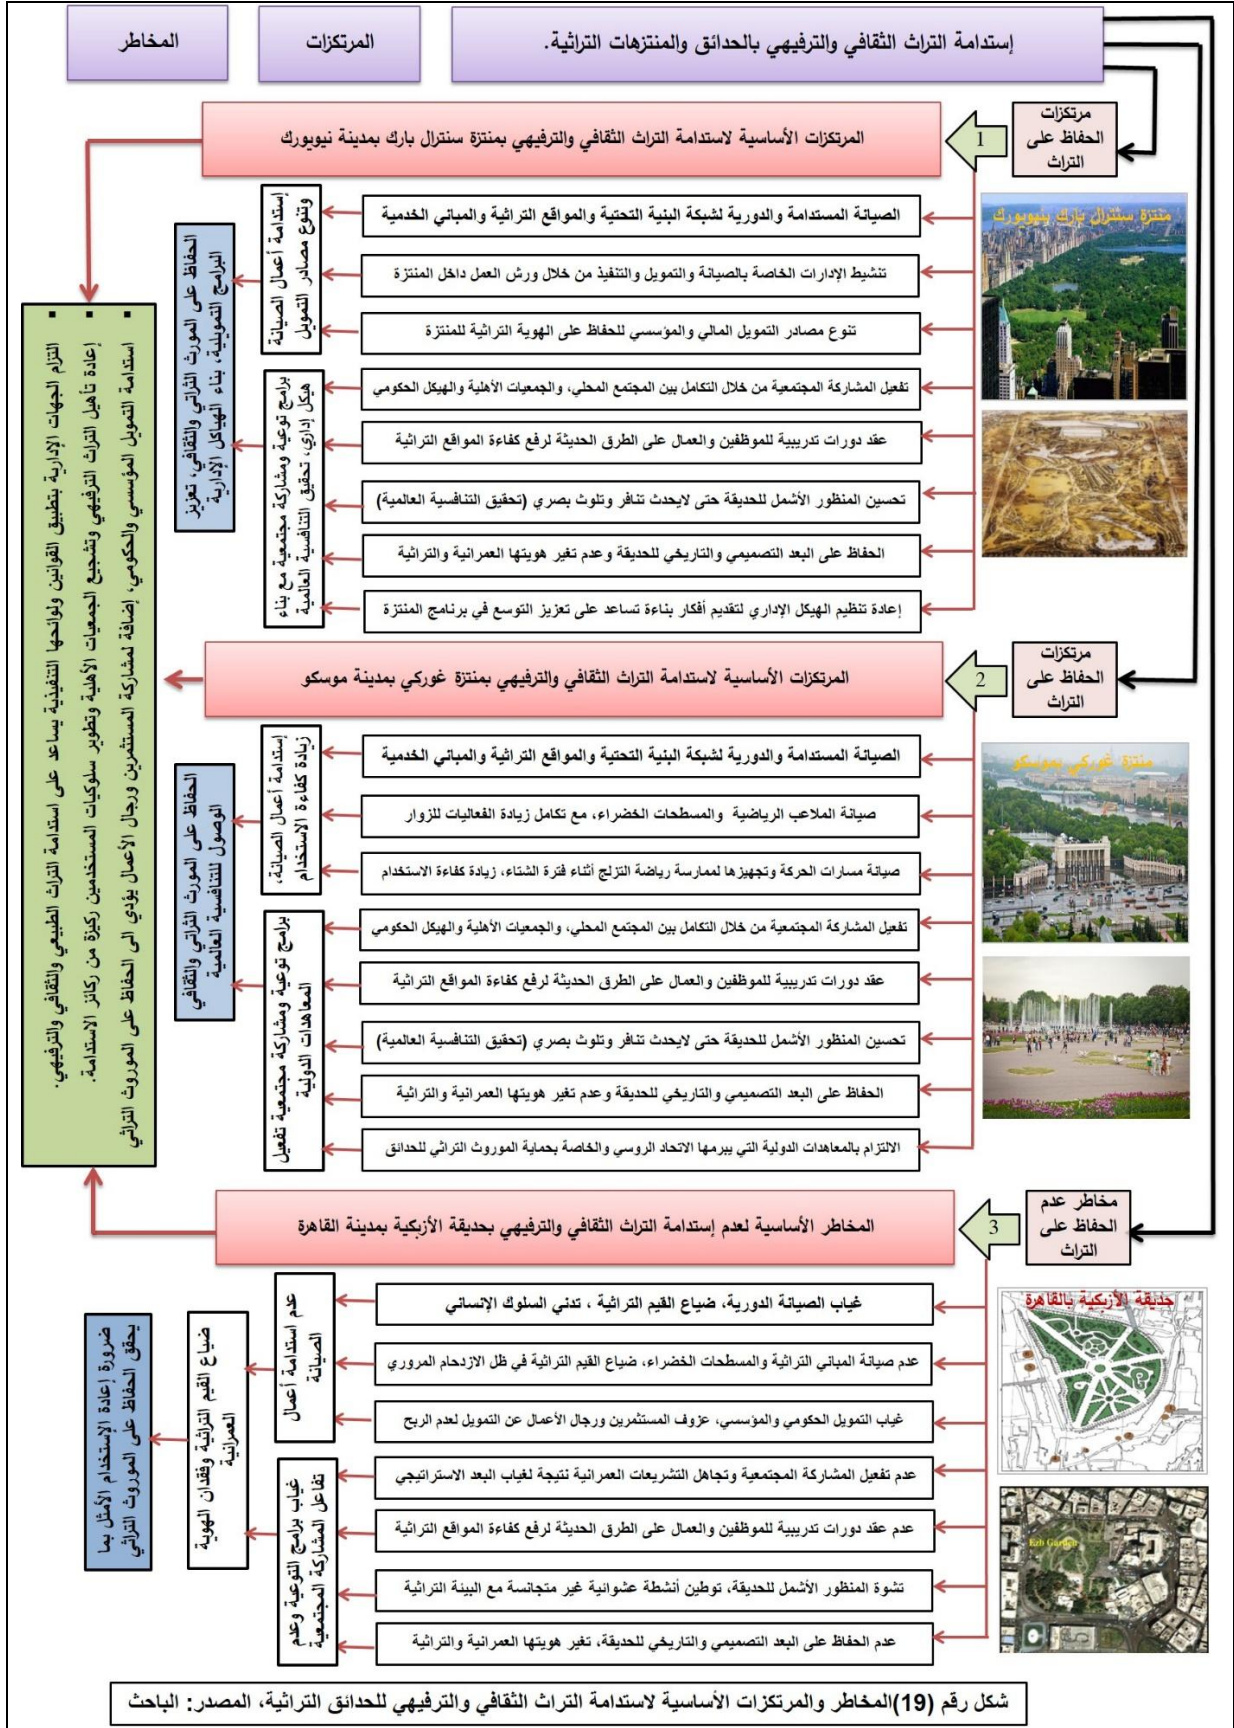 إستدامة التراث الثقافي والترفيهي بالحدائق والمنتزهات التراثية.
المرتكزات
المخاطر
مرتكزات
الحفاظ على
التراث
1
المرتكزات الأساسية لاستدامة التراث الثقافي والترفيهي بمنتزة سنترال بارك بمدينة نيويورك
منتزة سنترال بارك بنيويورك
الصيانة المستدامة والدورية لشبكة البنية التحتية والمواقع التراثية والمباني الخدمية
تنشيط الإدارات الخاصة بالصيانة والتمويل والتنفيذ من خلال ورش العمل داخل المنتزة
تنوع مصادر التمويل المالي والمؤسسي للحفاظ على الهوية التراثية للمنتزة
تفعيل المشاركة المجتمعية من خلال التكامل بين المجتمع المحلي، والجمعيات الأهلية والهيكل الحكومي
عقد دورات تدريبية للموظفين والعمال على الطرق الحديثة لرفع كفاءة المواقع التراثية
تحسين المنظور الأشمل للحديقة حتى لايحدث تنافر وتلوث بصري (تحقيق التنافسية العالمية)
الحفاظ على البعد التصميمي والتاريخي للحديقة وعدم تغير هويتها العمرانية والتراثية
إعادة تنظيم الهيكل الإداري لتقديم أفكار بناءة تساعد على تعزيز التوسع في برنامج المنتزة
إستدامة أعمال الصيانة
وتنوع مصادر التمويل
برامج توعية ومشاركة مجتمعية مع بناء
هيكل إداري، تحقيق التنافسية العالمية
الحفاظ على المورث التراثي والثقافي، تعزيز
البرامج التمويلية، بناء الهياكل الإدارية
مرتكزات
الحفاظ على
التراث
2
المرتكزات الأساسية لاستدامة التراث الثقافي والترفيهي بمنتزة غوركي بمدينة موسكو
منتزة غوركي بموسكو
الصيانة المستدامة والدورية لشبكة البنية التحتية والمواقع التراثية والمباني الخدمية
صيانة الملاعب الرياضية والمسطحات الخضراء، مع تكامل زيادة الفعاليات للزوار
صيانة مسارات الحركة وتجهيزها لممارسة رياضة التزلج أثناء فترة الشتاء، زيادة كفاءة الاستخدام
تفعيل المشاركة المجتمعية من خلال التكامل بين المجتمع المحلي، والجمعيات الأهلية والهيكل الحكومي
عقد دورات تدريبية للموظفين والعمال على الطرق الحديثة لرفع كفاءة المواقع التراثية
تحسين المنظور الأشمل للحديقة حتى لايحدث تنافر وتلوث بصري (تحقيق التنافسية العالمية)
الحفاظ على البعد التصميمي والتاريخي للحديقة وعدم تغير هويتها العمرانية والتراثية
الالتزام بالمعاهدات الدولية التي يبرمها الاتحاد الروسي والخاصة بحماية الموروث التراثي للحدائق
إستدامة أعمال الصيانة،
زيادة كفاءة الاستخدام
برامج توعية ومشاركة مجتمعية تفعيل
المعاهدات الدولية
الحفاظ على المورث التراثي والثقافي
الوصول للتنافسية العالمية
مخاطر عدم
الحفاظ على
التراث
3
المخاطر الأساسية لعدم إستدامة التراث الثقافي والترفيهي بحديقة الأزبكية بمدينة القاهرة
حديقة الأزبكية بالقاهرة
Ezb Garden
غياب الصيانة الدورية، ضياع القيم التراثية ، تدني السلوك الإنساني
عدم صيانة المباني التراثية والمسطحات الخضراء، ضياع القيم التراثية في ظل الازدحام المروري
غياب التمويل الحكومي والمؤسسي، عزوف المستثمرين ورجال الأعمال عن التمويل لعدم الربح
عدم تفعيل المشاركة المجتمعية وتجاهل التشريعات العمرانية نتيجة لغياب البعد الاستراتيجي
عدم عقد دورات تدريبية للموظفين والعمال على الطرق الحديثة لرفع كفاءة المواقع التراثية
تشوة المنظور الأشمل للحديقة، توطين أنشطة عشوائية غير متجانسة مع البيئة التراثية
عدم الحفاظ على البعد التصميمي والتاريخي للحديقة، تغير هويتها العمرانية والتراثية
عدم إستدامة أعمال
الصيانة
غياب برامج التوعية وعدم
تفاعل المشاركة المجتمعية
ضياع القيم التراثية وفقدان الهوية
العمرانية
ضرورة إعادة الإستخدام الأمثل بما
يحقق الحفاظ على الموروث التراثي
▪ التزام الجهات الإدارية بتطبيق القوانين ولوائحها التنفيذية يساعد على استدامة التراث الطبيعي والثقافي والترفيهي.
▪ إعادة تأهيل التراث الترفيهي وتشجيع الجمعيات الأهلية وتطوير سلوكيات المستخدمين ركيزة من ركائز الاستدامة.
▪ استدامة التمويل المؤسسي والحكومي، إضافة لمشاركة المستثمرين ورجال الأعمال يؤدي الى الحفاظ على الموروث التراثي
شكل رقم (19)المخاطر والمرتكزات الأساسية لاستدامة التراث الثقافي والترفيهي للحدائق التراثية، المصدر: الباحث